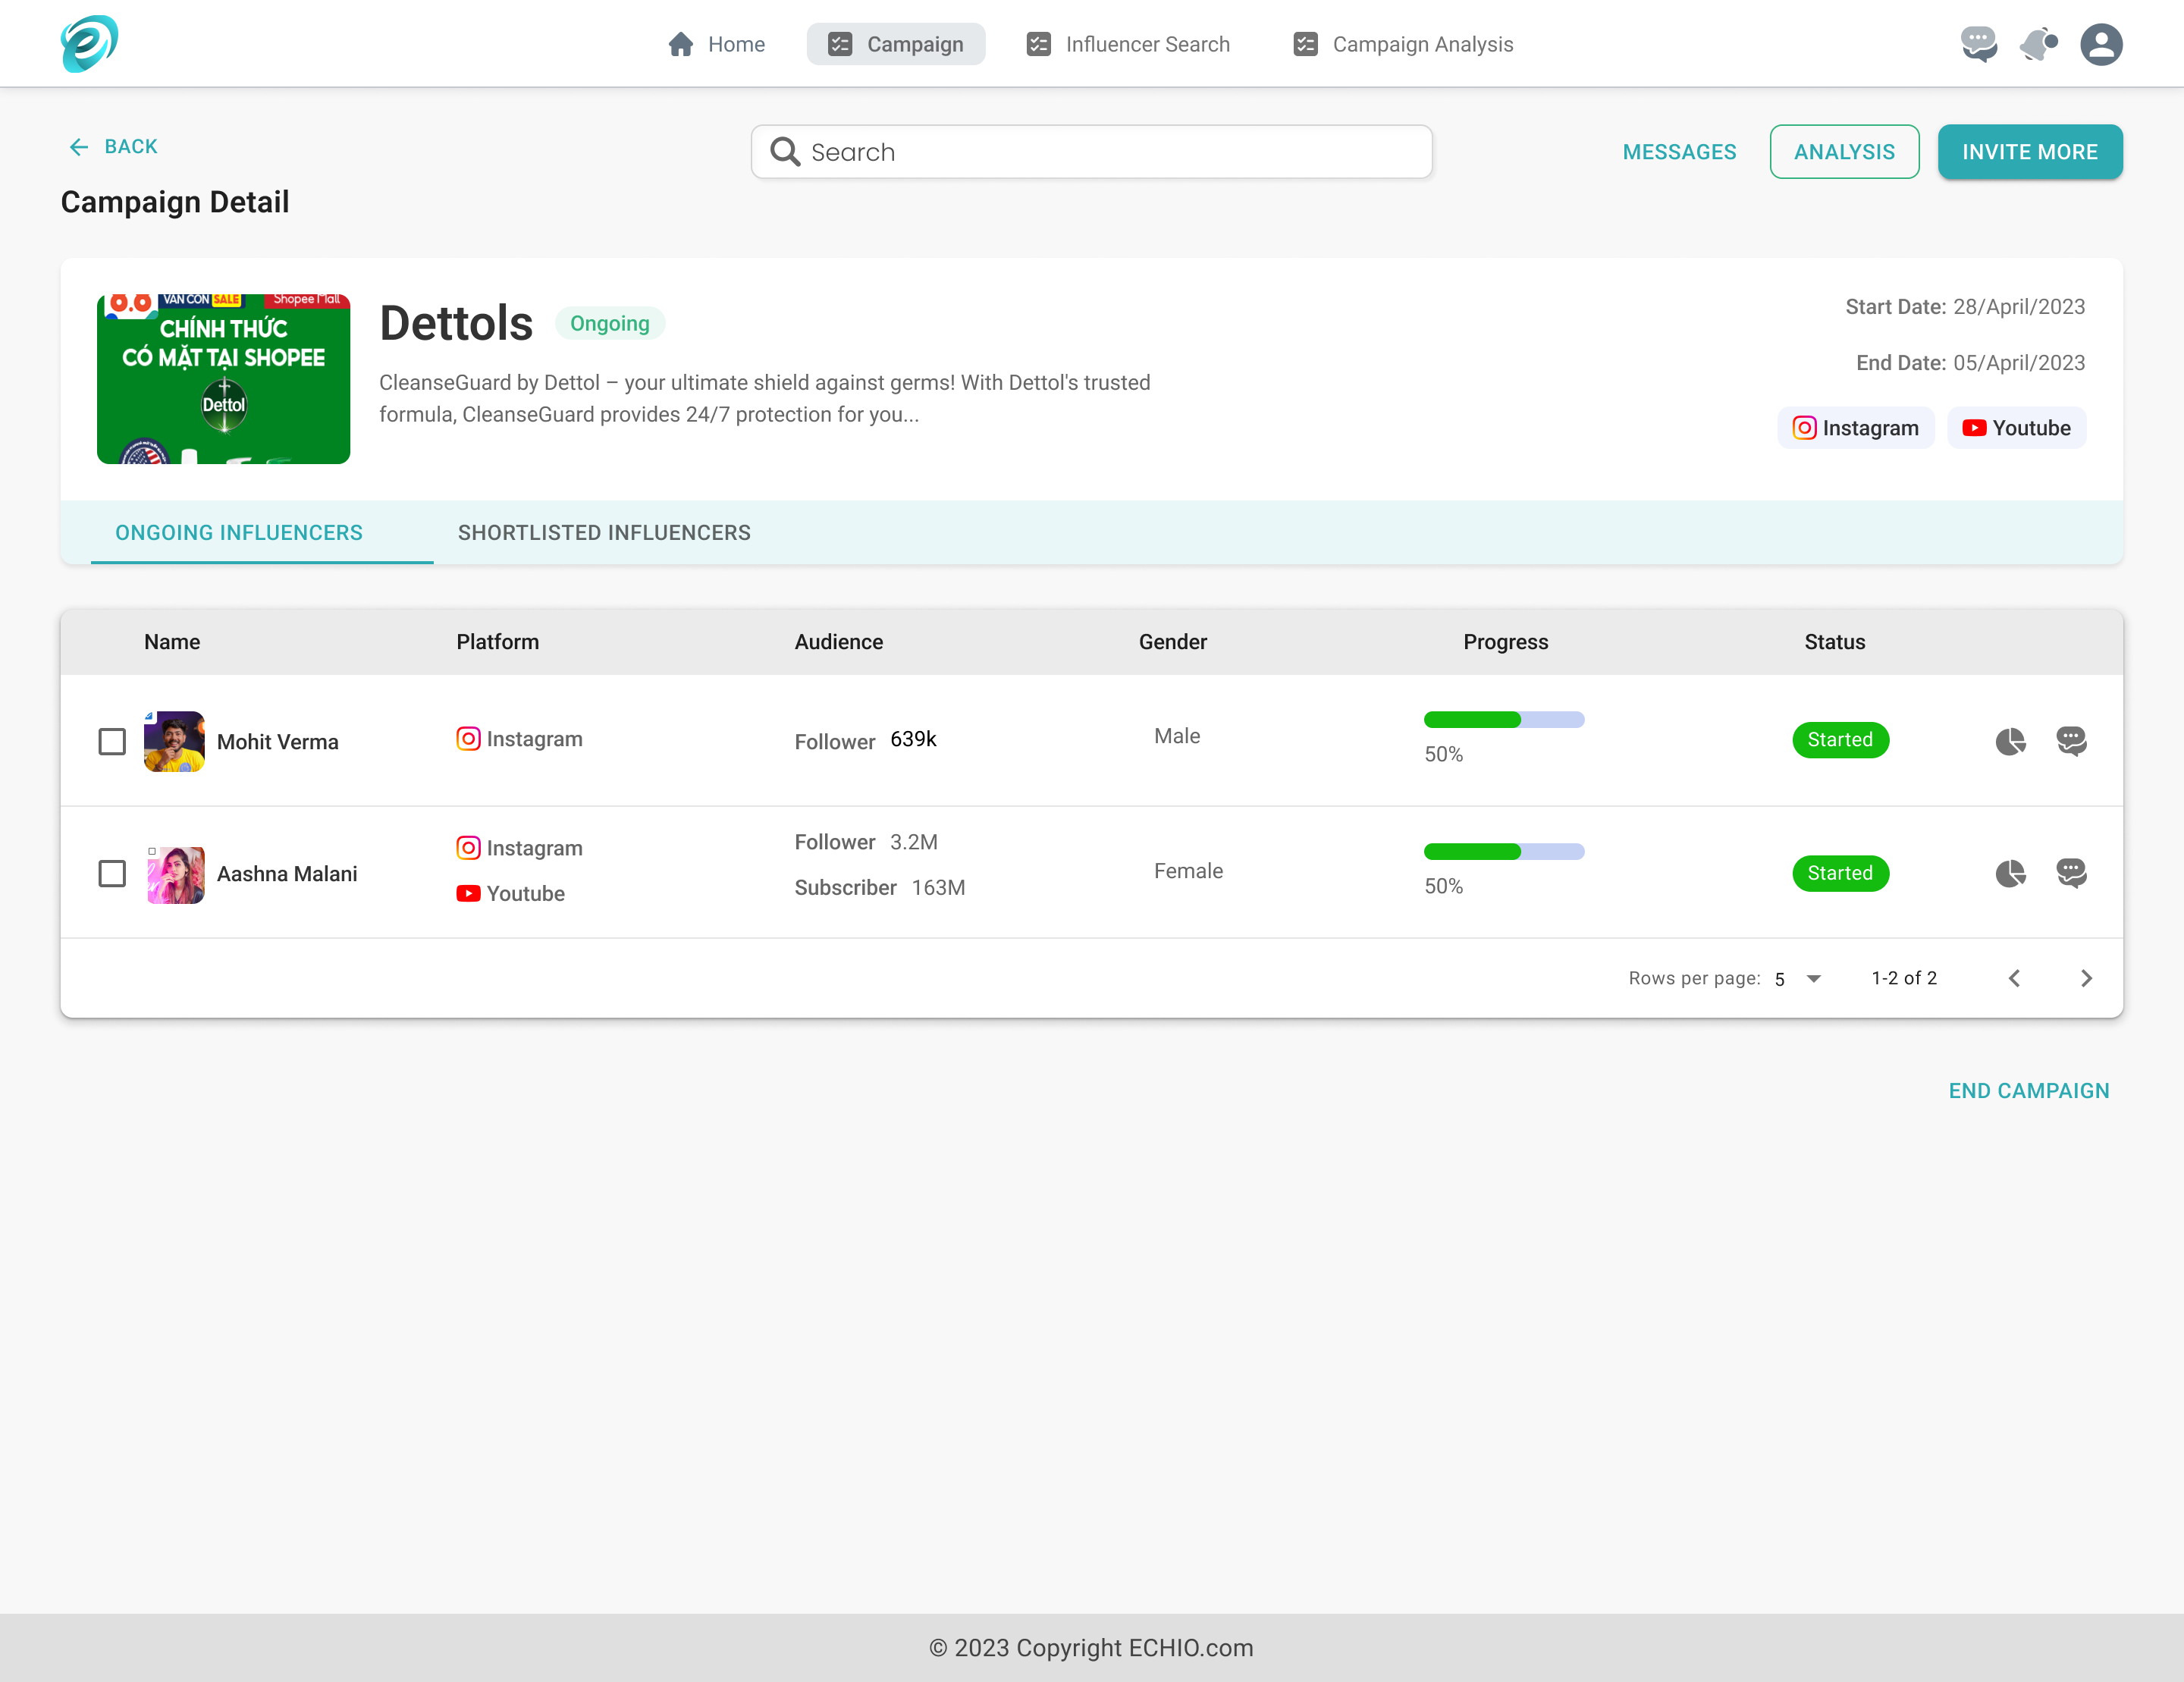 Home
Campaign
Influencer Search
Campaign Analysis
BACK
Search
MESSAGES
ANALYSIS
INVITE MORE
Campaign Detail
SALE
Shopee Mall
CHÍNH THỨC
CÓ MẶT TẠI SHOPEE
Dettol
Dettols
Ongoing
CleanseGuard by Dettol – your ultimate shield against germs! With Dettol's trusted
formula, CleanseGuard provides 24/7 protection for you...
Start Date: 28/April/2023
End Date: 05/April/2023
Instagram
Youtube
ONGOING INFLUENCERS
SHORTLISTED INFLUENCERS
Name Platform Audience Gender Progress Status
Mohit Verma
Instagram
Follower 639k
Male
50%
Started
Aashna Malani
Instagram
Youtube
Follower 3.2M
Subscriber 163M
Female
50%
Started
Rows per page: 5
1-2 of 2
END CAMPAIGN
© 2023 Copyright ECHIO.com